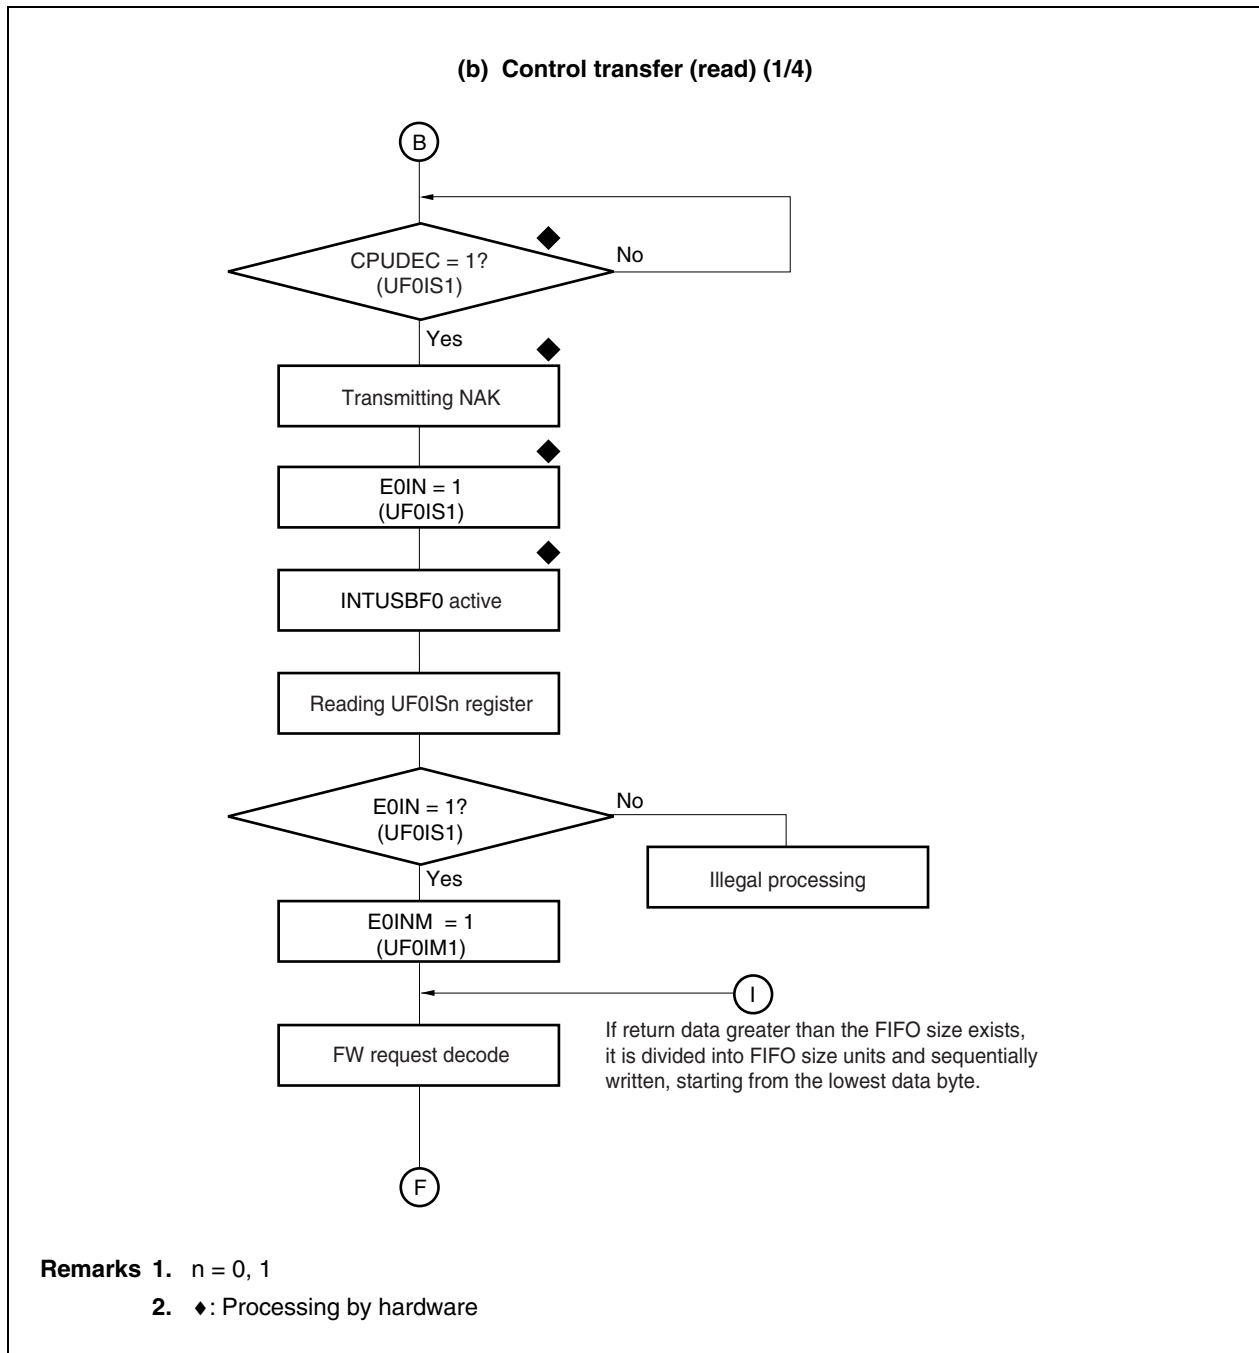 (b) Control transfer (read) (1/4)
B
CPUDEC = 1?
(UF0IS1)
No
Yes
Transmitting NAK
E0IN = 1
(UF0IS1)
INTUSBF0 active
Reading UF0ISn register
E0IN = 1?
(UF0IS1)
No
Illegal processing
Yes
E0INM = 1
(UF0IM1)
I
If return data greater than the FIFO size exists,
it is divided into FIFO size units and sequentially
written, starting from the lowest data byte.
FW request decode
F
Remarks 1. n = 0, 1
2. ♦: Processing by hardware